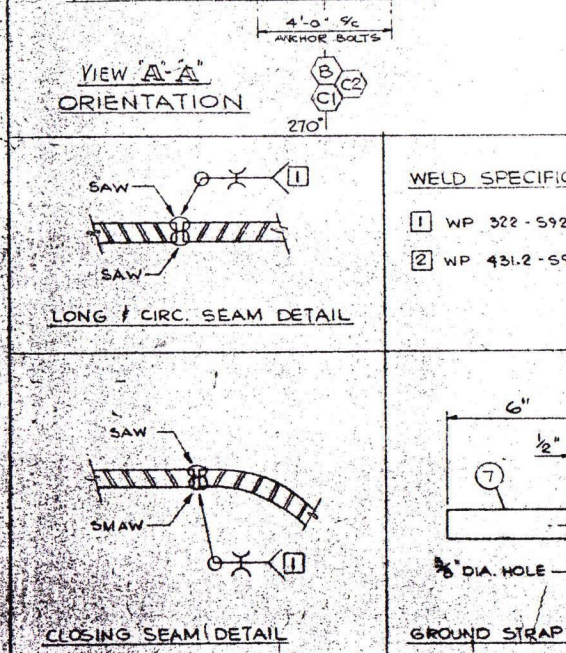 4'-0" S/C
ANCHOR BOLTS
VIEW "A"-"A"
ORIENTATION
B
C2
C1
270°
SAW
1
SAW
LONG & CIRC. SEAM DETAIL
WELD SPECIFIC
1 WP 322-S92
2 WP 431.2-S9
SAW
SMAW
1
CLOSING SEAM DETAIL
6"
1/2"
7
DIA. HOLE
GROUND STRAP